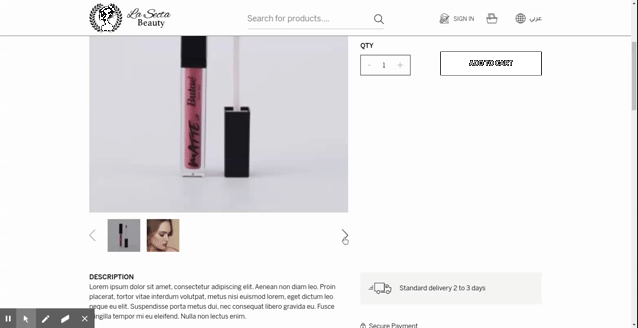 La Secta
Beauty
Search for products....
SIGN IN
عربي
QTY
- 1 +
ADD TO CART
MATTE
DESCRIPTION
Lorem ipsum dolor sit amet, consectetur adipiscing elit. Aenean non diam leo. Proin
placerat, tortor vitae interdum volutpat, metus nisi euismod lorem, eget dictum leo
neque eu elit. Suspendisse porta metus dui, nec consequat libero gravida eu. Fusce
fringilla tempor mi eu eleifend. Nulla non lectus enim.
Standard delivery 2 to 3 days
Secure Payment